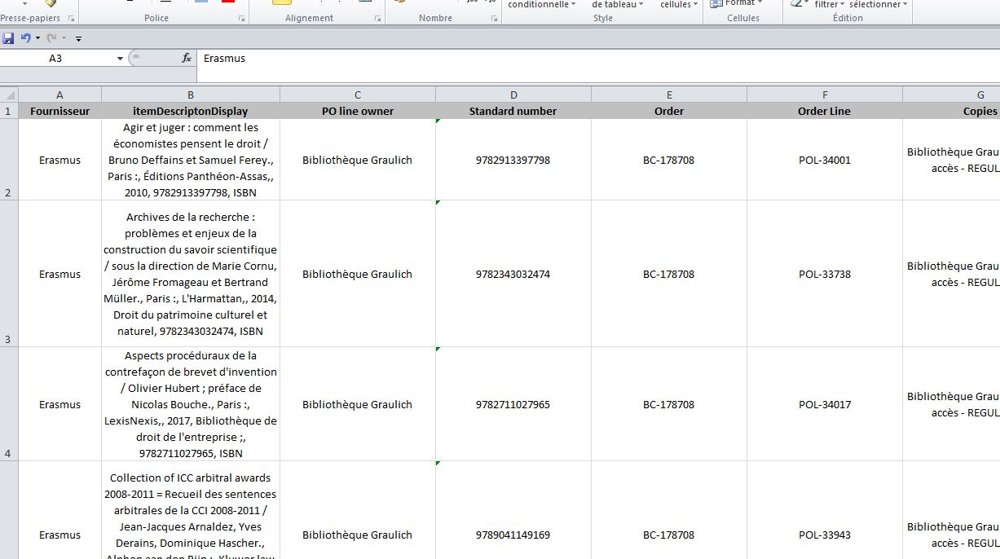 conditionnelle de tableau cellules Format filtrer sélectionner
Presse-papiers Police Alignement Nombre Style Cellules Édition
A3 fx Erasmus
A B C D E F G
1 Fournisseur itemDescriptonDisplay PO line owner Standard number Order Order Line Copies
2
Erasmus
Agir et juger : comment les
économistes pensent le droit /
Bruno Deffains et Samuel Ferey.,
Paris :, Éditions Panthéon-Assas,,
2010, 9782913397798, ISBN
Bibliothèque Graulich
9782913397798
BC-178708
POL-34001
Bibliothèque Grau
accès - REGUL
3
Erasmus
Archives de la recherche :
problèmes et enjeux de la
construction du savoir scientifique
/ sous la direction de Marie Cornu,
Jérôme Fromageau et Bertrand
Müller., Paris :, L'Harmattan,, 2014,
Droit du patrimoine culturel et
naturel, 9782343032474, ISBN
Bibliothèque Graulich
9782343032474
BC-178708
POL-33738
Bibliothèque Grau
accès - REGUL
4
Erasmus
Aspects procéduraux de la
contrefaçon de brevet d'invention
/ Olivier Hubert ; préface de
Nicolas Bouche., Paris :,
LexisNexis,, 2017, Bibliothèque de
droit de l'entreprise ;,
9782711027965, ISBN
Bibliothèque Graulich
9782711027965
BC-178708
POL-34017
Bibliothèque Grau
accès - REGUL
Erasmus
Collection of ICC arbitral awards
2008-2011 = Recueil des sentences
arbitrales de la CCI 2008-2011 /
Jean-Jacques Arnaldez, Yves
Derains, Dominique Hascher.,
Bibliothèque Graulich
9789041149169
BC-178708
POL-33943
Bibliothèque Grau
accès - REGUL